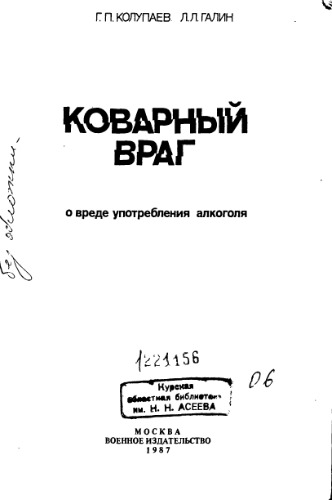 Г. П. КОЛУПАЕВ Л. Л. ГАЛИН
КОВАРНЫЙ
ВРАГ
о вреде употребления алкоголя
без обложки.
1221156
Курская
областная библиотека
им. Н. Н. АСЕЕВА
06
МОСКВА
ВОЕННОЕ ИЗДАТЕЛЬСТВО
1987